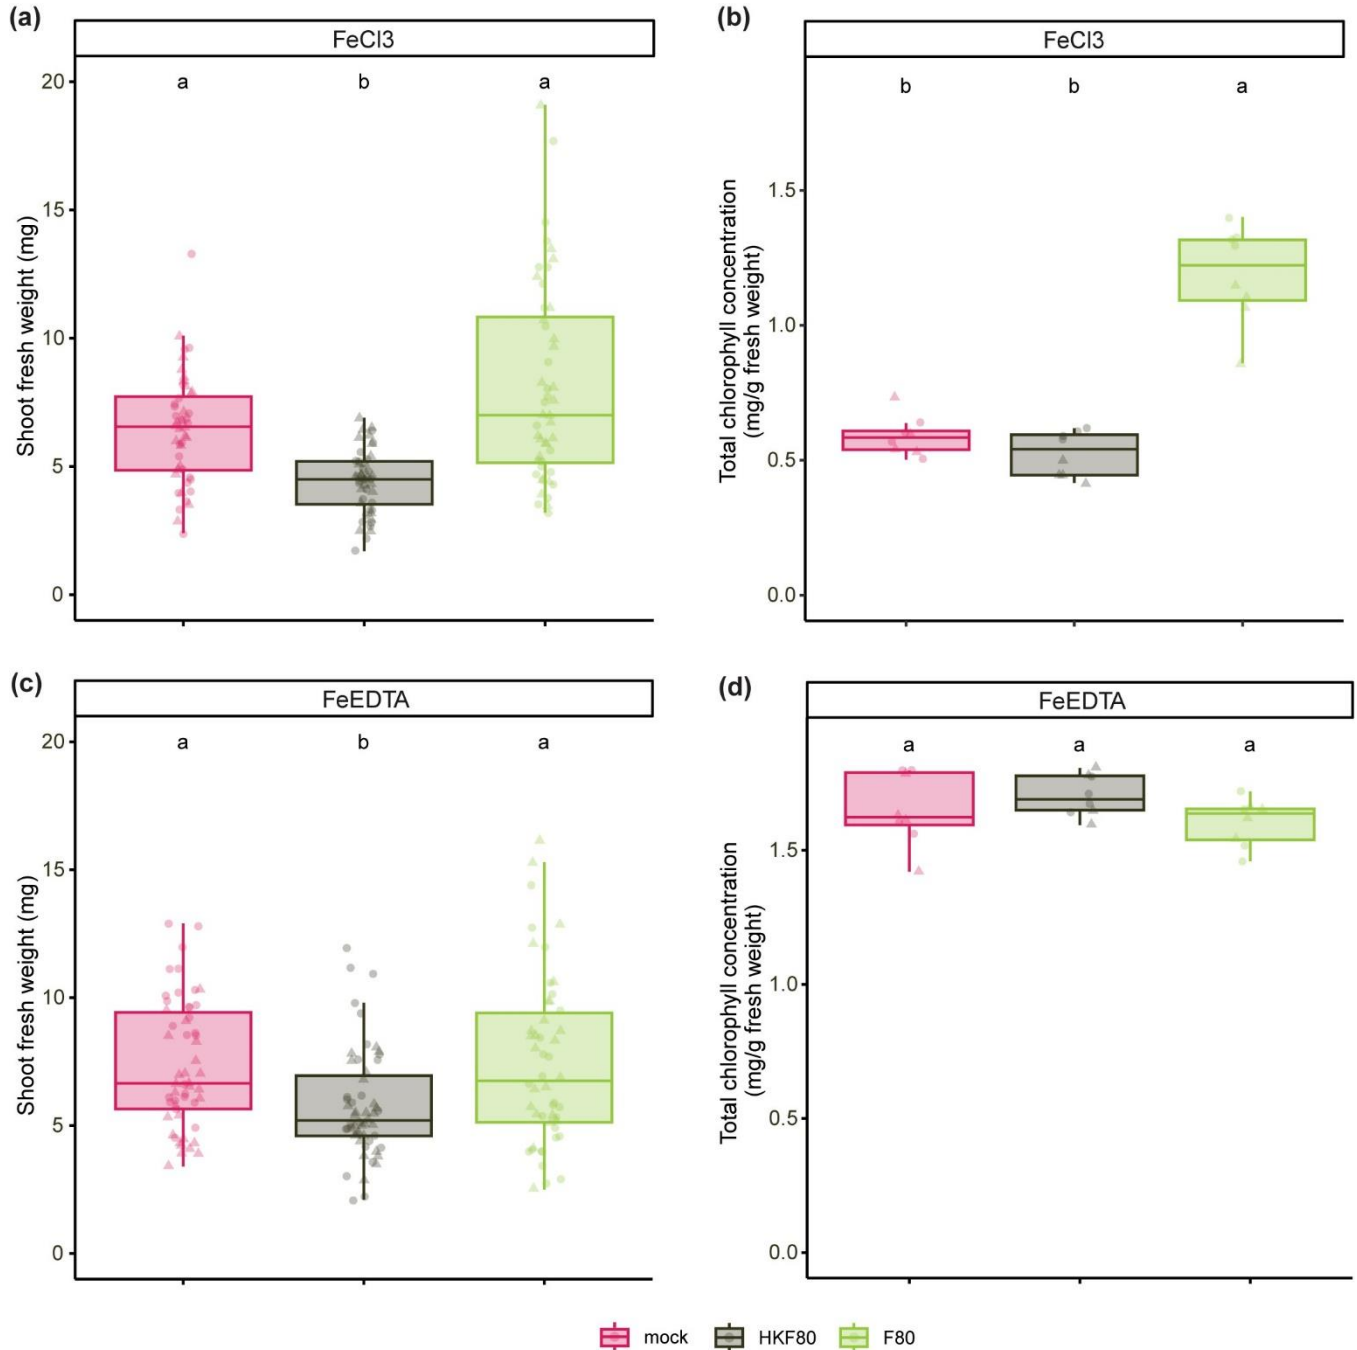 (a)
FeCl3
20
a
b
a
15
10
5
0
Shoot fresh weight (mg)
(b)
FeCl3
b
b
a
1.5
1.0
0.5
0.0
Total chlorophyll concentration
(mg/g fresh weight)
(c)
FeEDTA
20
a
b
a
15
10
5
0
Shoot fresh weight (mg)
(d)
FeEDTA
a
a
a
1.5
1.0
0.5
0.0
Total chlorophyll concentration
(mg/g fresh weight)
mock HKF80 F80